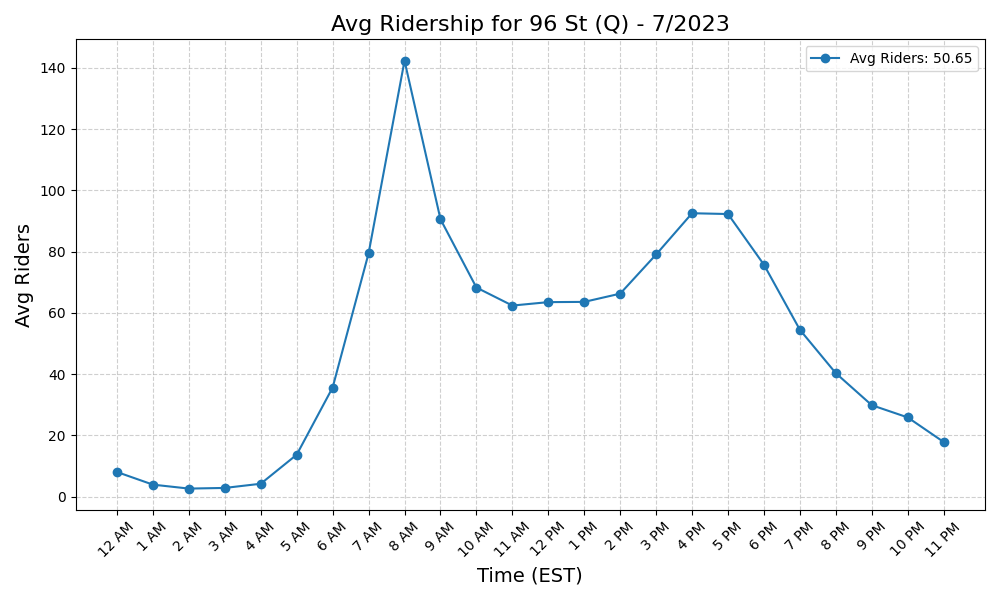 Avg Ridership for 96 St (Q) - 7/2023
Avg Riders: 50.65
Avg Riders
140
120
100
80
60
40
20
0
12 AM
1 AM
2 AM
3 AM
4 AM
5 AM
6 AM
7 AM
8 AM
9 AM
10 AM
11 AM
12 PM
1 PM
2 PM
3 PM
4 PM
5 PM
6 PM
7 PM
8 PM
9 PM
10 PM
11 PM
Time (EST)